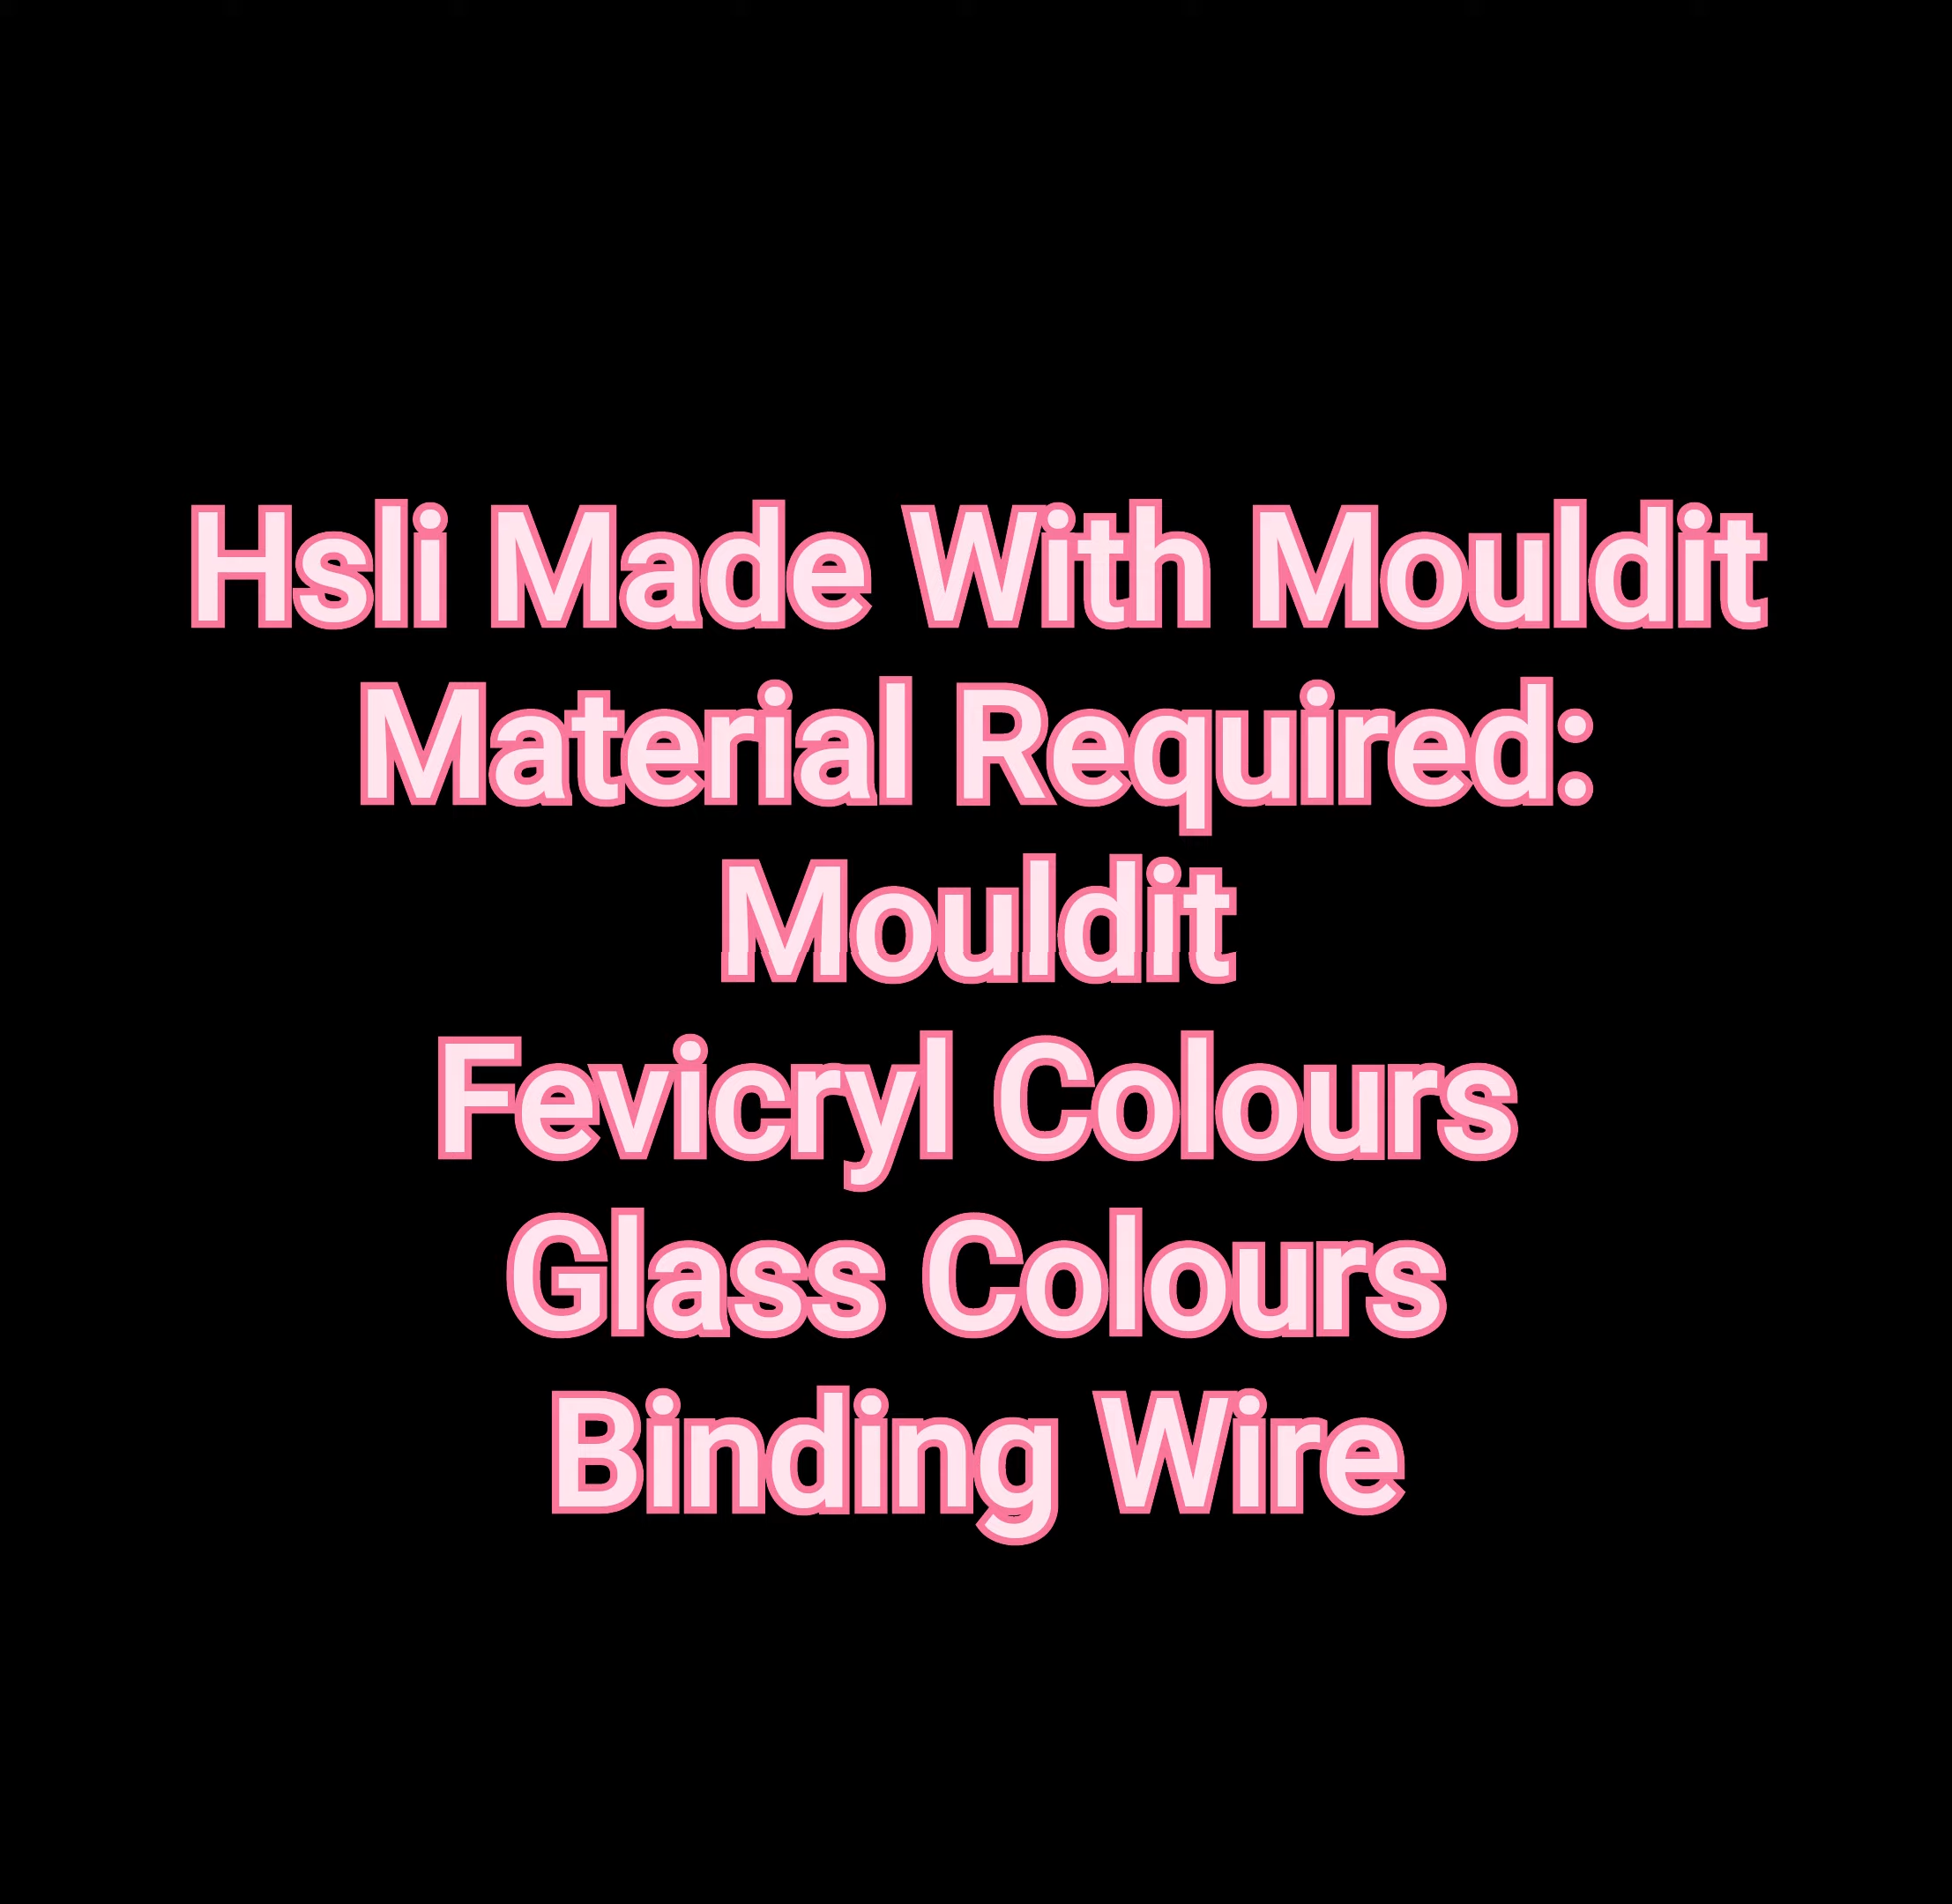 Hsli Made With Mouldit
Material Required:
Mouldit
Fevicryl Colours
Glass Colours
Binding Wire